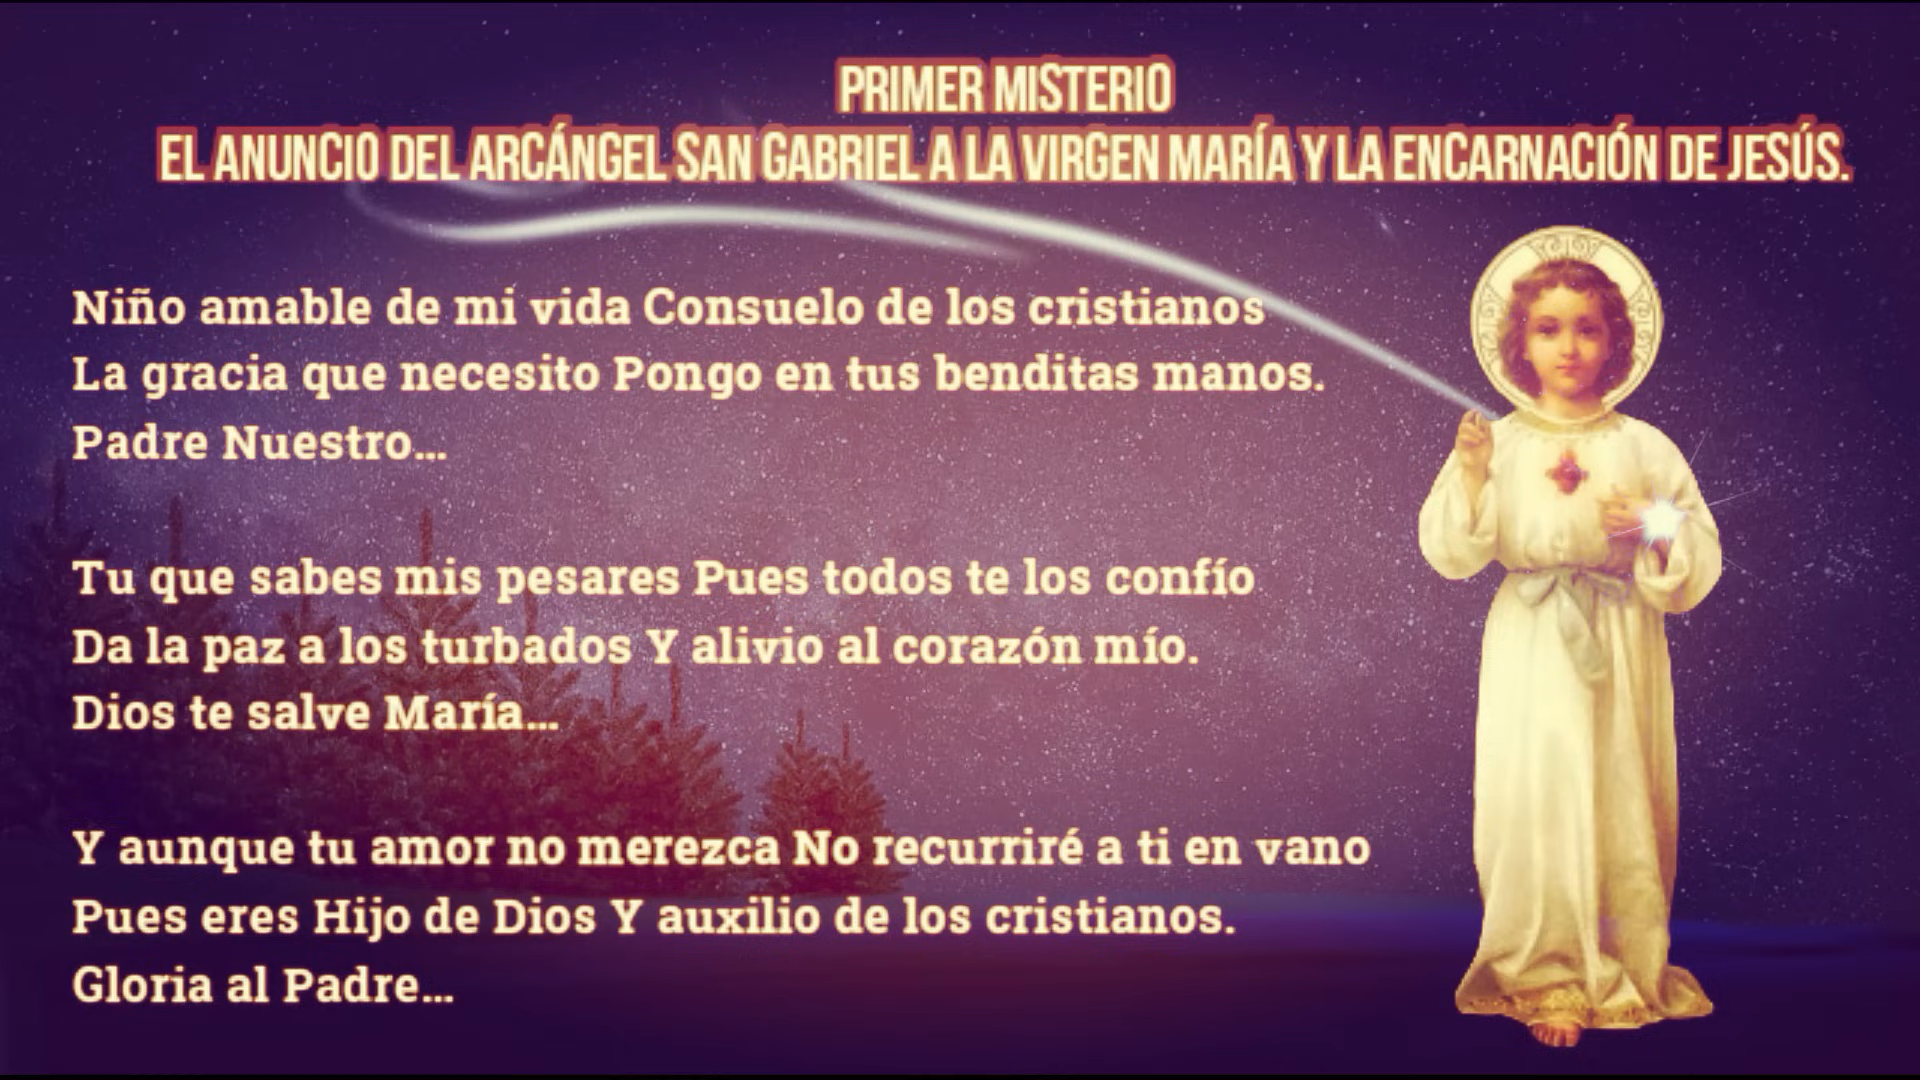 PRIMER MISTERIO
EL ANUNCIO DEL ARCÁNGEL SAN GABRIEL A LA VIRGEN MARÍA Y LA ENCARNACIÓN DE JESÚS.
Niño amable de mi vida Consuelo de los cristianos
La gracia que necesito Pongo en tus benditas manos.
Padre Nuestro...
Tu que sabes mis pesares Pues todos te los confío
Da la paz a los turbados Y alivio al corazón mío.
Dios te salve María...
Y aunque tu amor no merezca No recurriré a ti en vano
Pues eres Hijo de Dios Y auxilio de los cristianos.
Gloria al Padre...